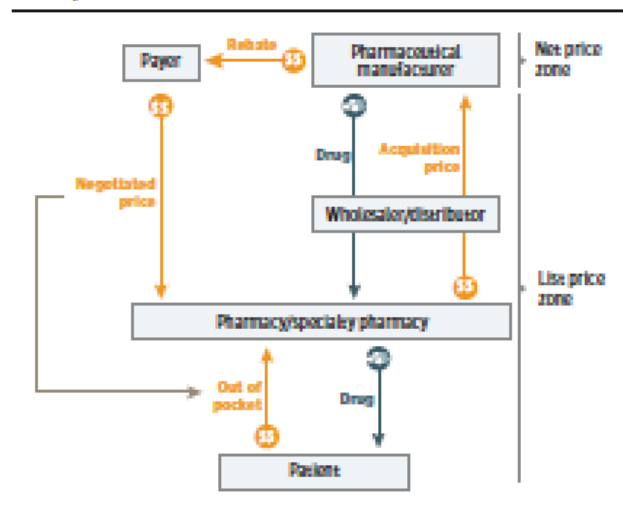 Rebate
$$
Payer
Pharmaceutical
manufacturer
Net price
zone
$$
Drug
Acquisition
price
Negotiated
price
Wholesaler/distributor
$$
List price
zone
Pharmacy/specialty pharmacy
Out of
pocket
Drug
$$
Patient